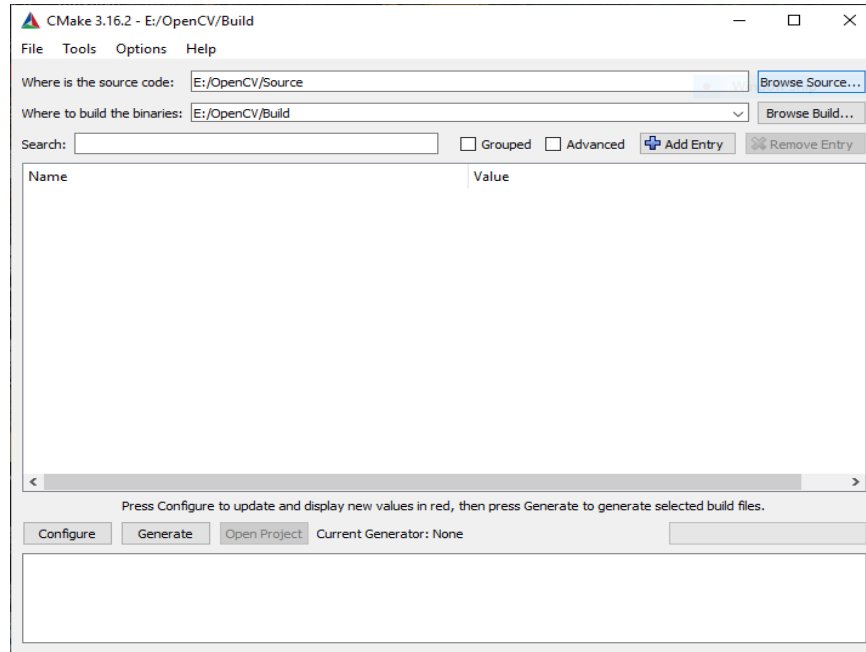 CMake 3.16.2 - E:/OpenCV/Build
File Tools Options Help
Where is the source code: E:/OpenCV/Source Browse Source...
Where to build the binaries: E:/OpenCV/Build Browse Build...
Search: Grouped Advanced Add Entry Remove Entry
Name Value
Press Configure to update and display new values in red, then press Generate to generate selected build files.
Configure Generate Open Project Current Generator: None